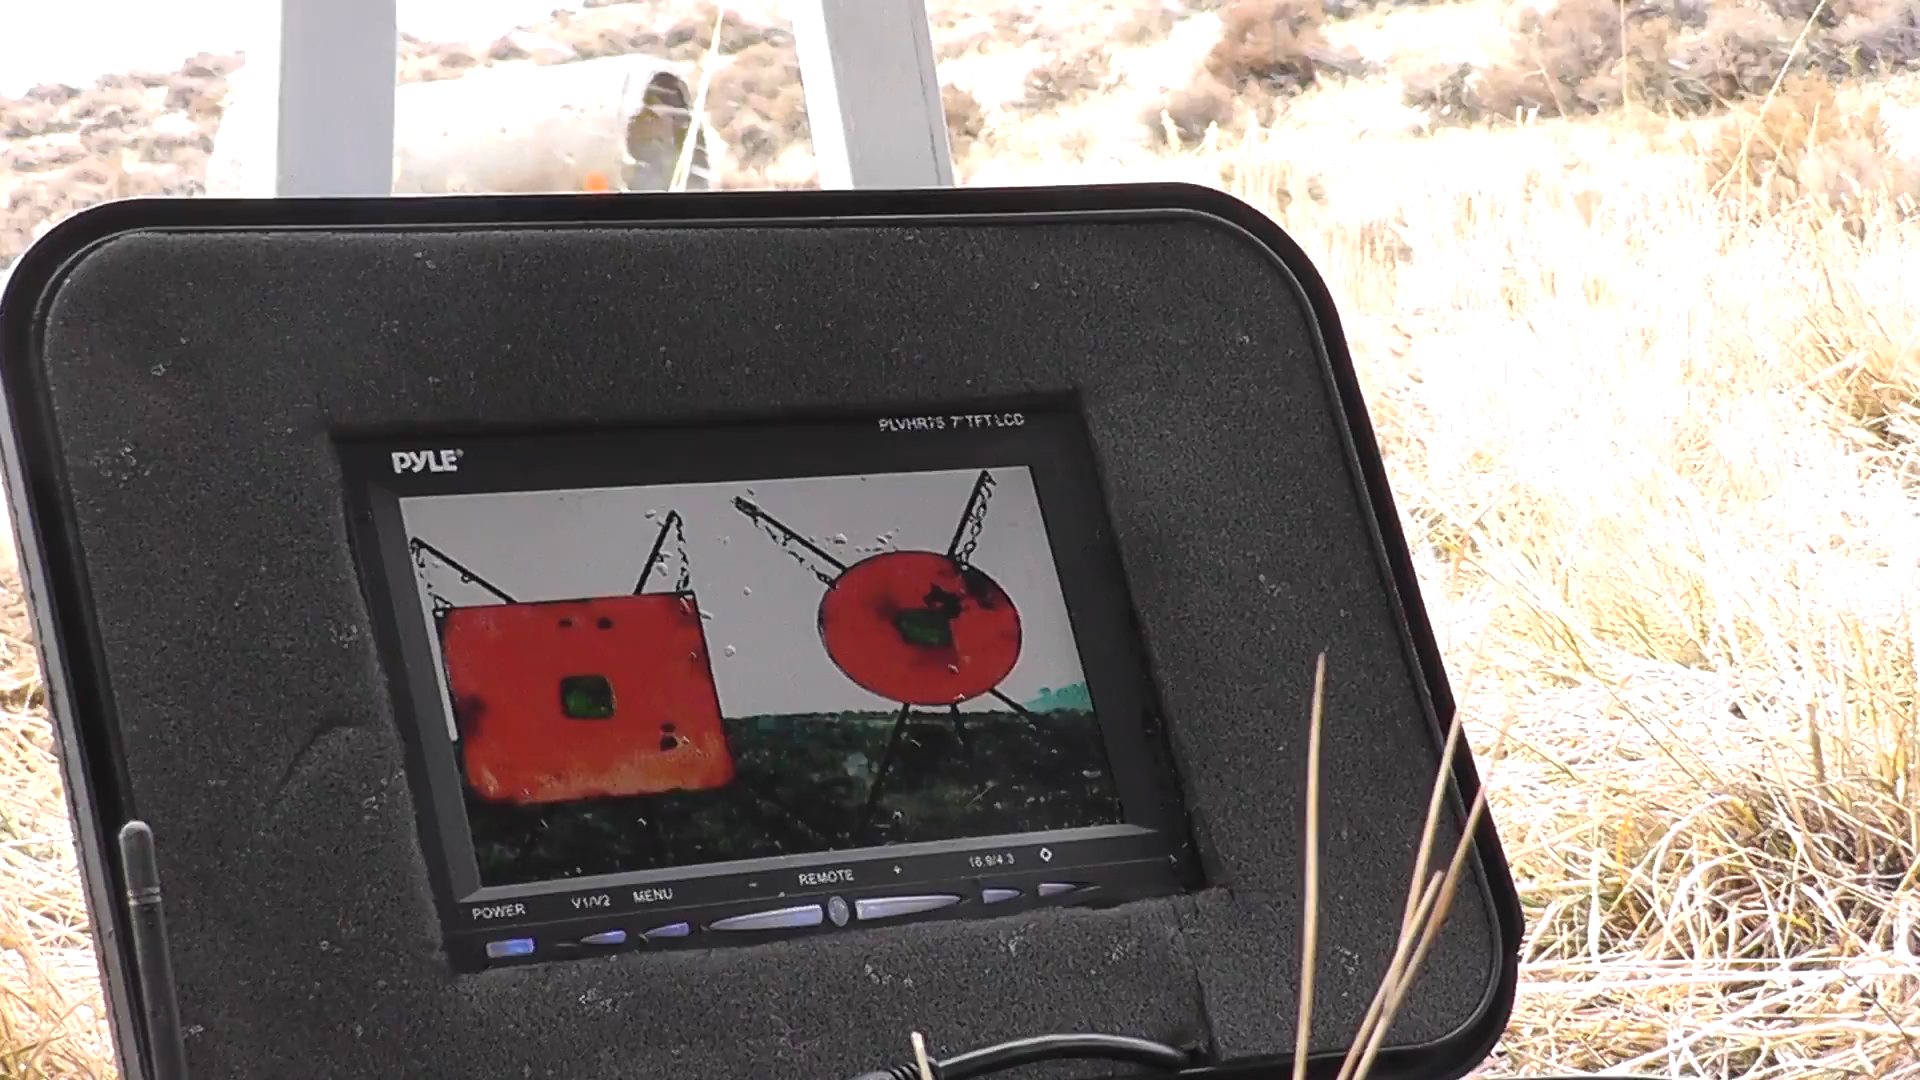 PYLE®
PLVHR75 7" TFT LCD
POWER V1/V2 MENU - REMOTE + 16:9/4:3